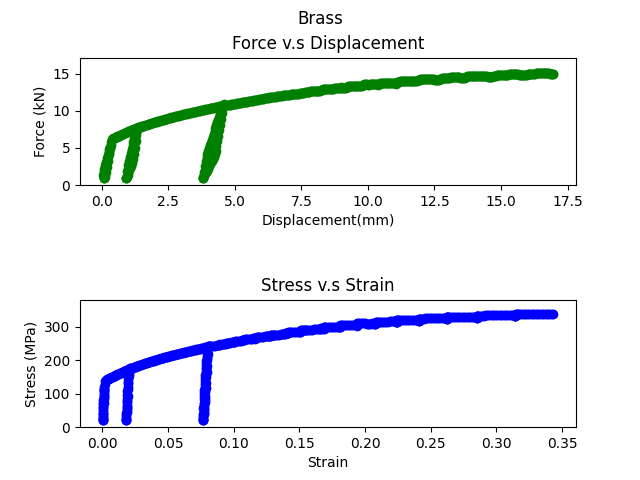 Brass
Force v.s Displacement
Force (kN)
15
10
5
0
0.0 2.5 5.0 7.5 10.0 12.5 15.0 17.5
Displacement(mm)
Stress v.s Strain
Stress (MPa)
300
200
100
0
0.00 0.05 0.10 0.15 0.20 0.25 0.30 0.35
Strain